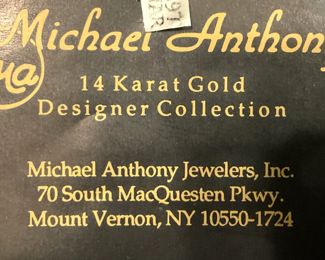 Michael Anthony
ma
14 Karat Gold
Designer Collection
Michael Anthony Jewelers, Inc.
70 South MacQuesten Pkwy.
Mount Vernon, NY 10550-1724